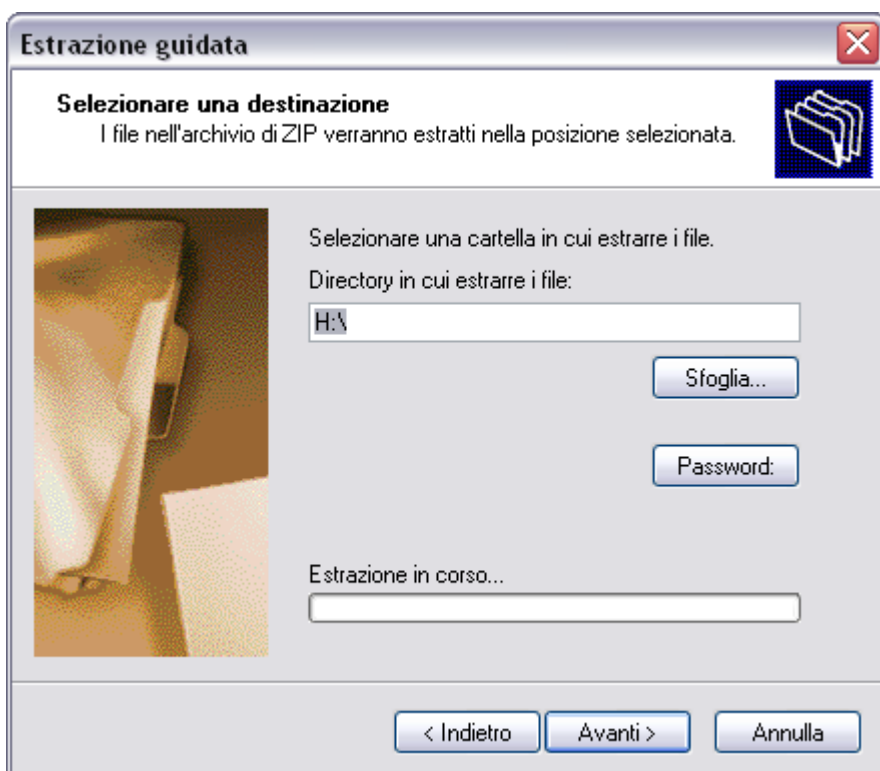 Estrazione guidata
Selezionare una destinazione
I file nell'archivio di ZIP verranno estratti nella posizione selezionata.
Selezionare una cartella in cui estrarre i file.
Directory in cui estrarre i file:
H:\
Sfoglia...
Password:
Estrazione in corso...
< Indietro
Avanti >
Annulla